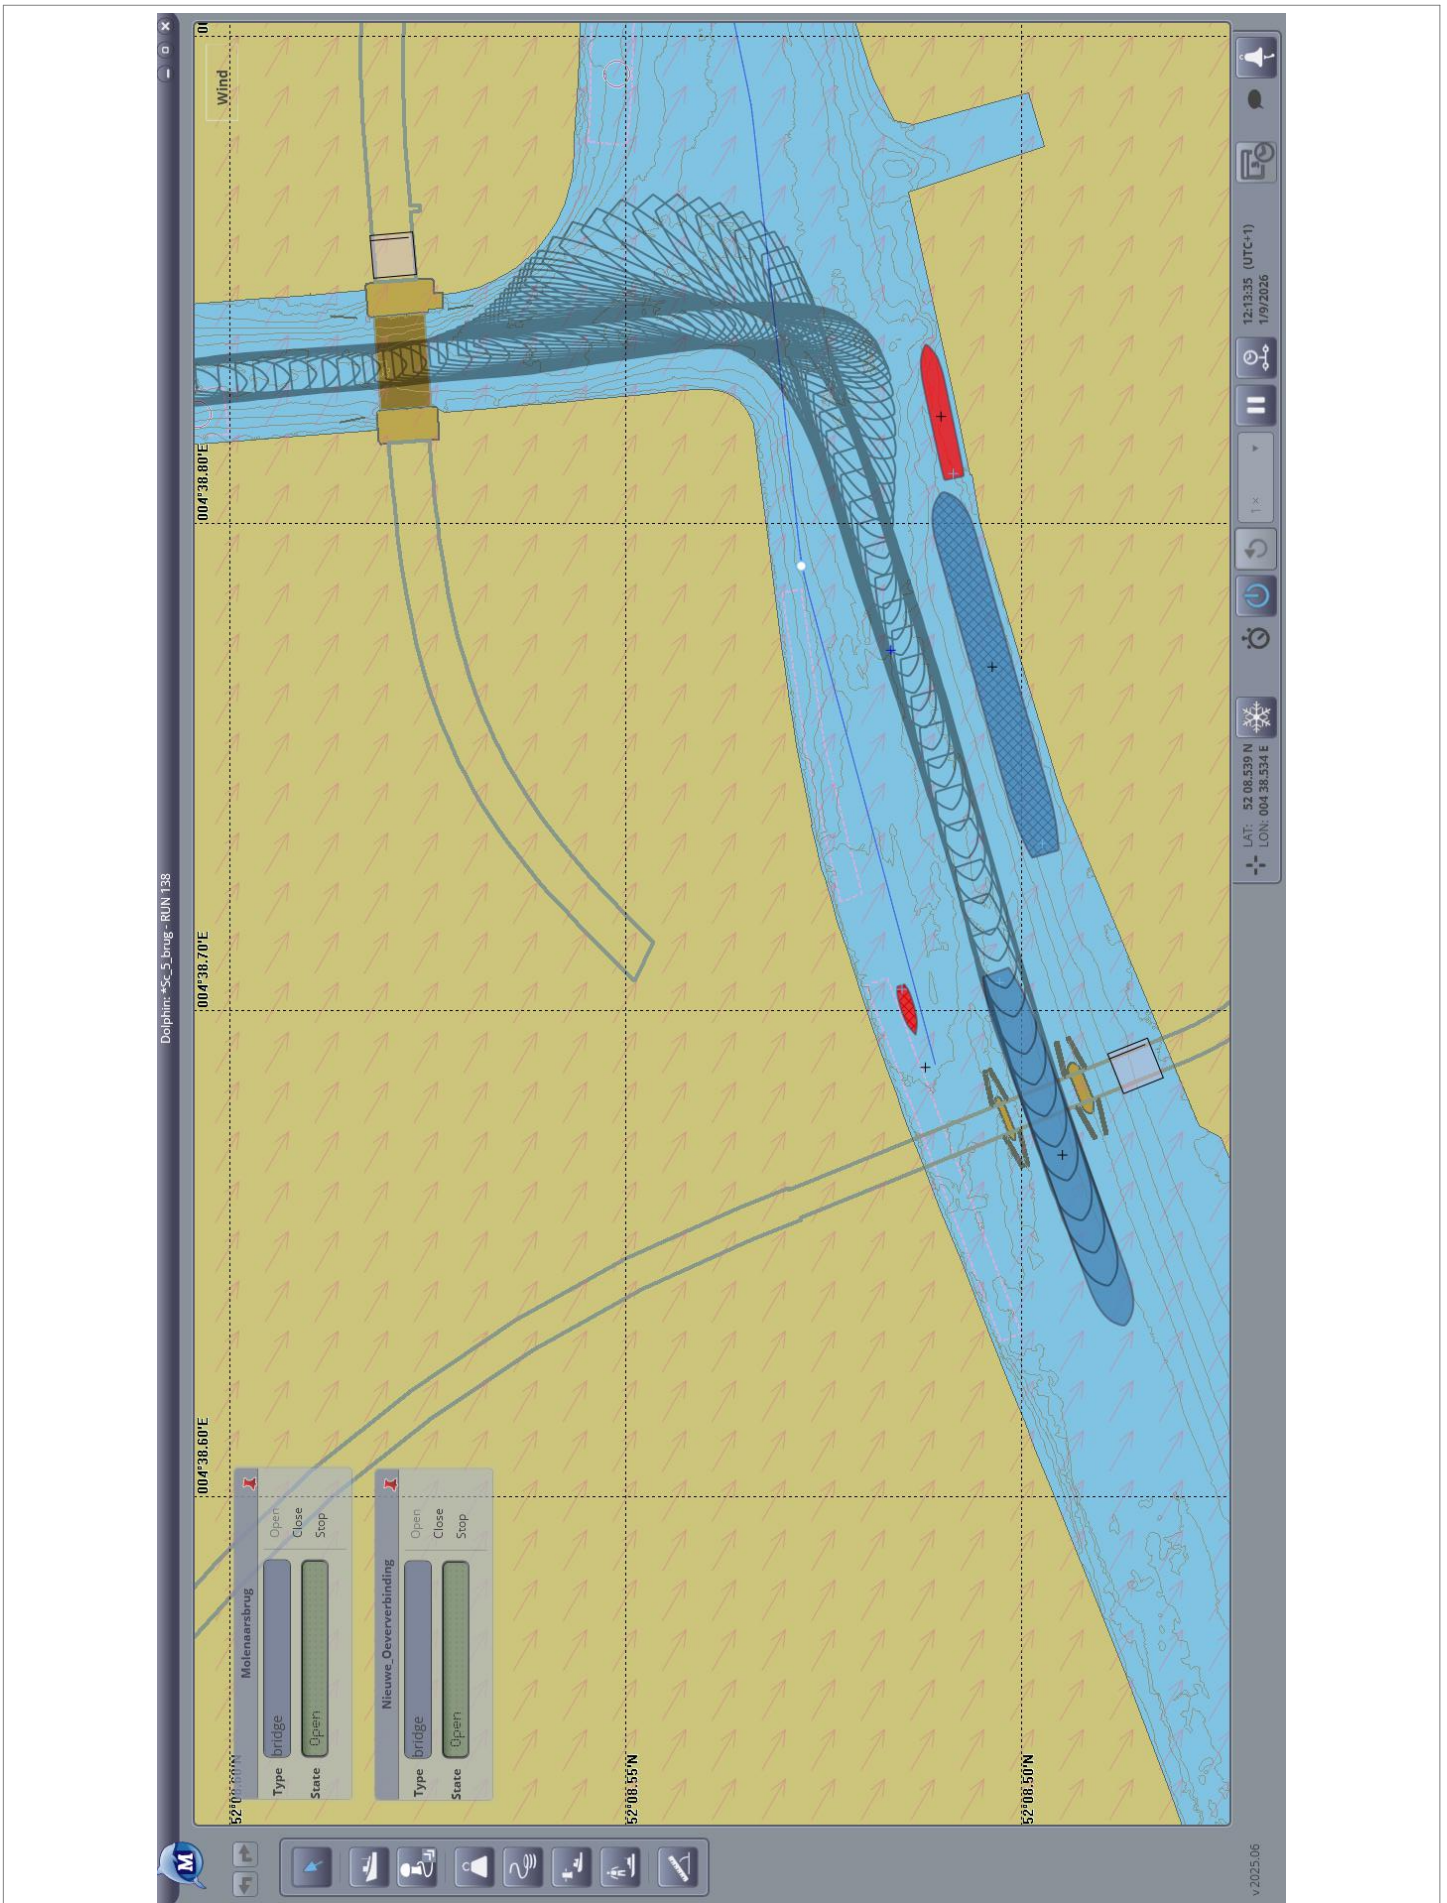 Dolphin: *Sc_5_brug - RUN 138
Wind
004°38.60'E
004°38.70'E
004°38.80'E
Molenaarsbrug
Type
bridge
Open
State
Open
Close
Stop
Nieuwe_Oeververbinding
Type
bridge
Open
State
Open
Close
Stop
52°08.55'N
52°08.50'N
M
LAT: 52 08.539 N
LON: 004 38.534 E
1×
12:13:35 (UTC+1)
1/9/2026
v 2025.06